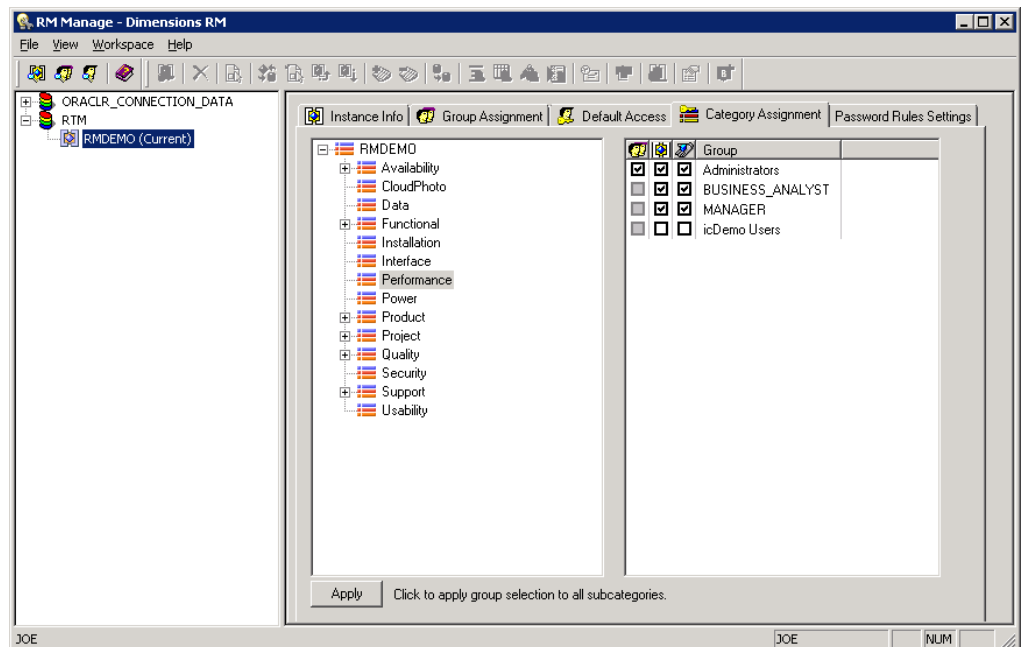 RM Manage - Dimensions RM
File View Workspace Help
ORACLR_CONNECTION_DATA
RTM
RMDEMO (Current)
Instance Info Group Assignment Default Access Category Assignment Password Rules Settings
RMDEMO
Availability
CloudPhoto
Data
Functional
Installation
Interface
Performance
Power
Product
Project
Quality
Security
Support
Usability
Group
Administrators
BUSINESS_ANALYST
MANAGER
icDemo Users
Apply Click to apply group selection to all subcategories.
JOE JOE NUM